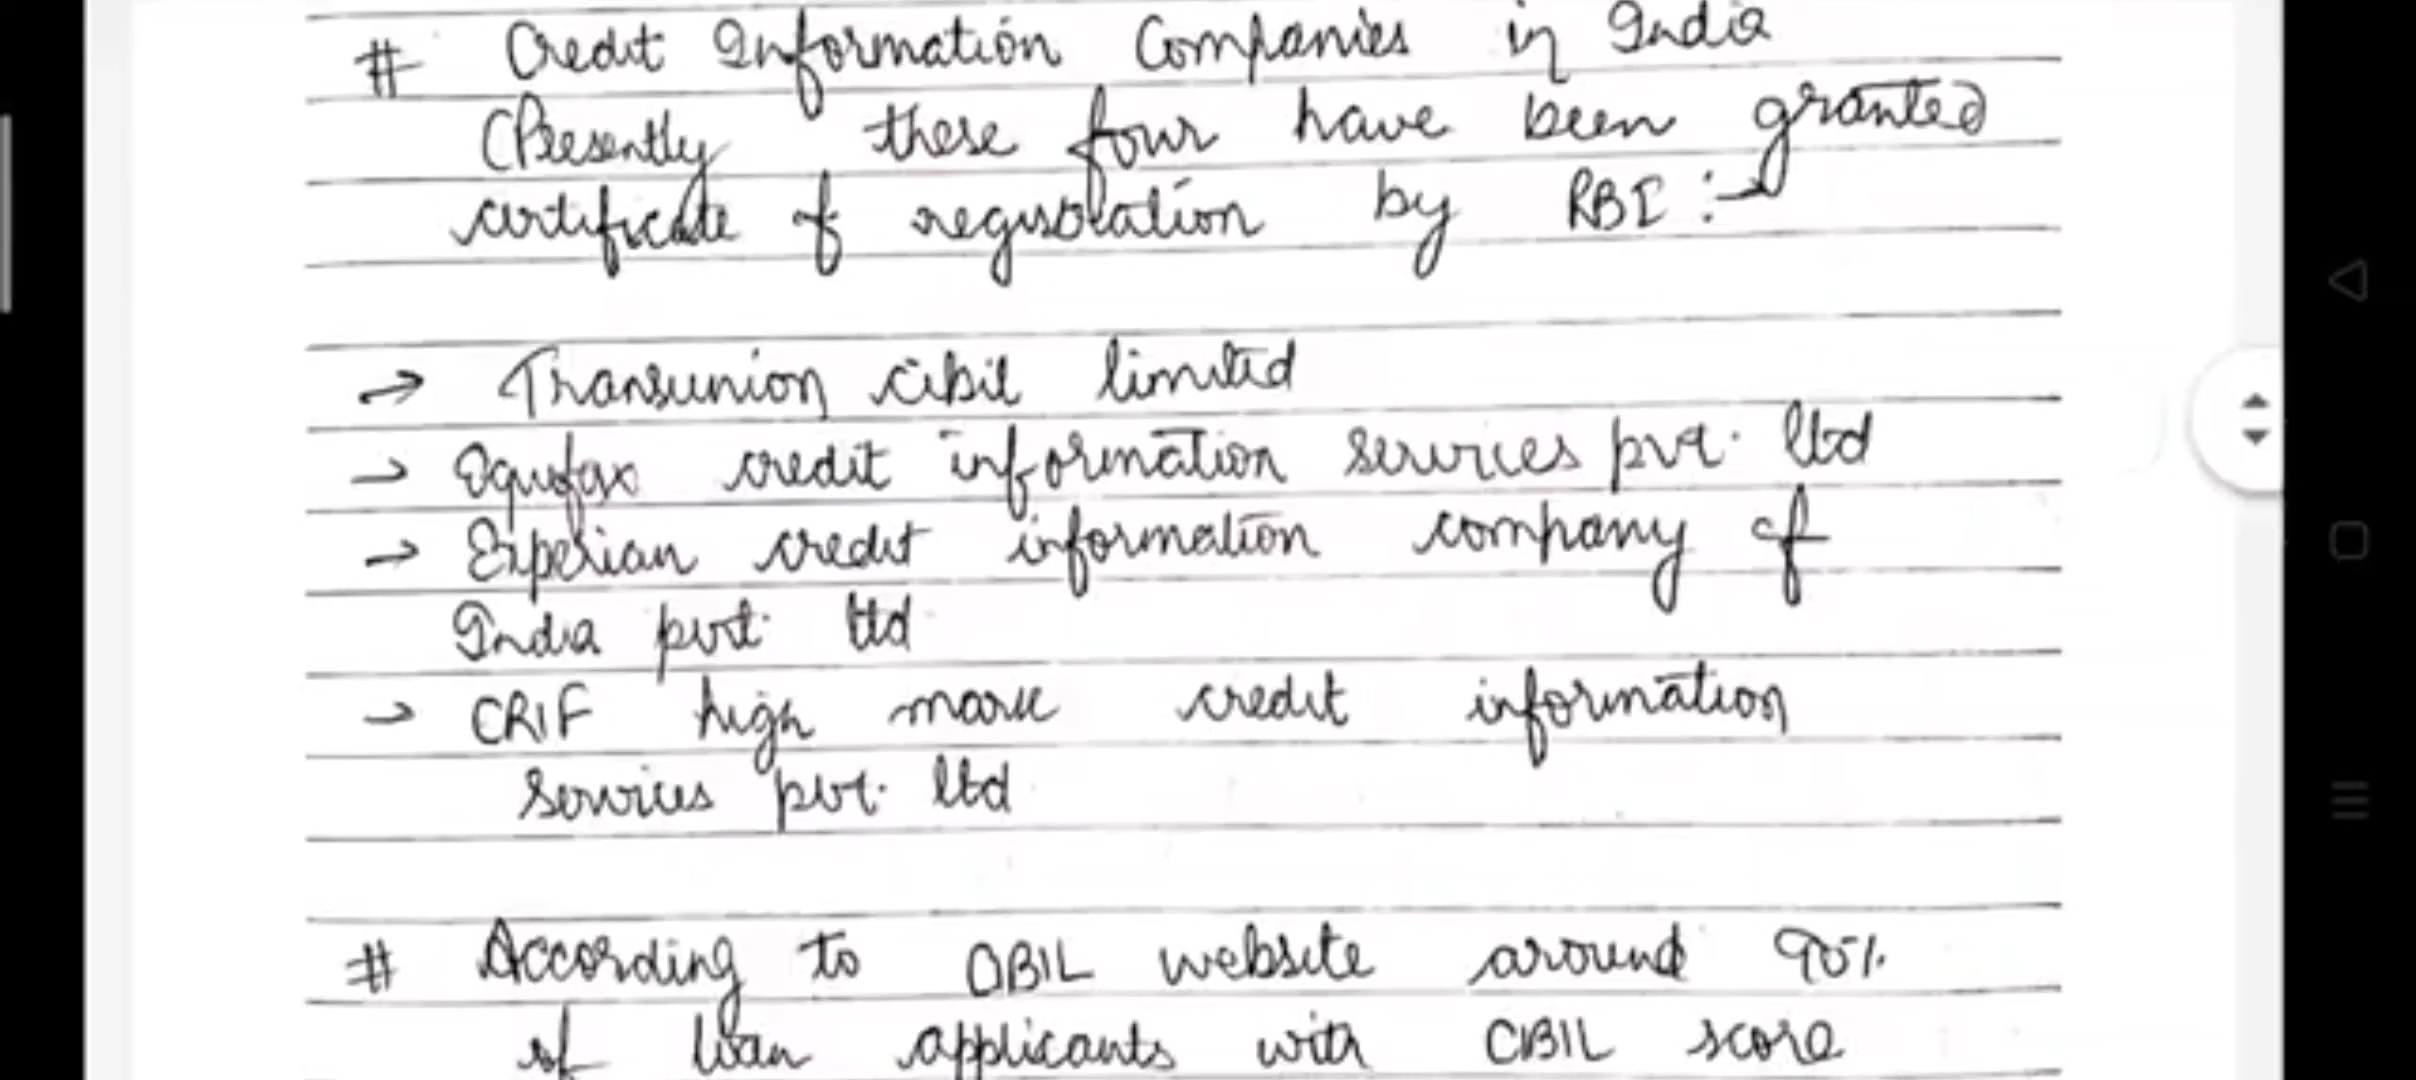 # Credit Information Companies in India
(Presently these four have been granted
certificate of registration by RBI :→
→ Transunion cibil limited
→ Equifax credit information services pvt. ltd
→ Experian credit information company of
India pvt. ltd
→ CRIF high mark credit information
services pvt. ltd
# According to CIBIL website around 90%
of loan applicants with CIBIL score